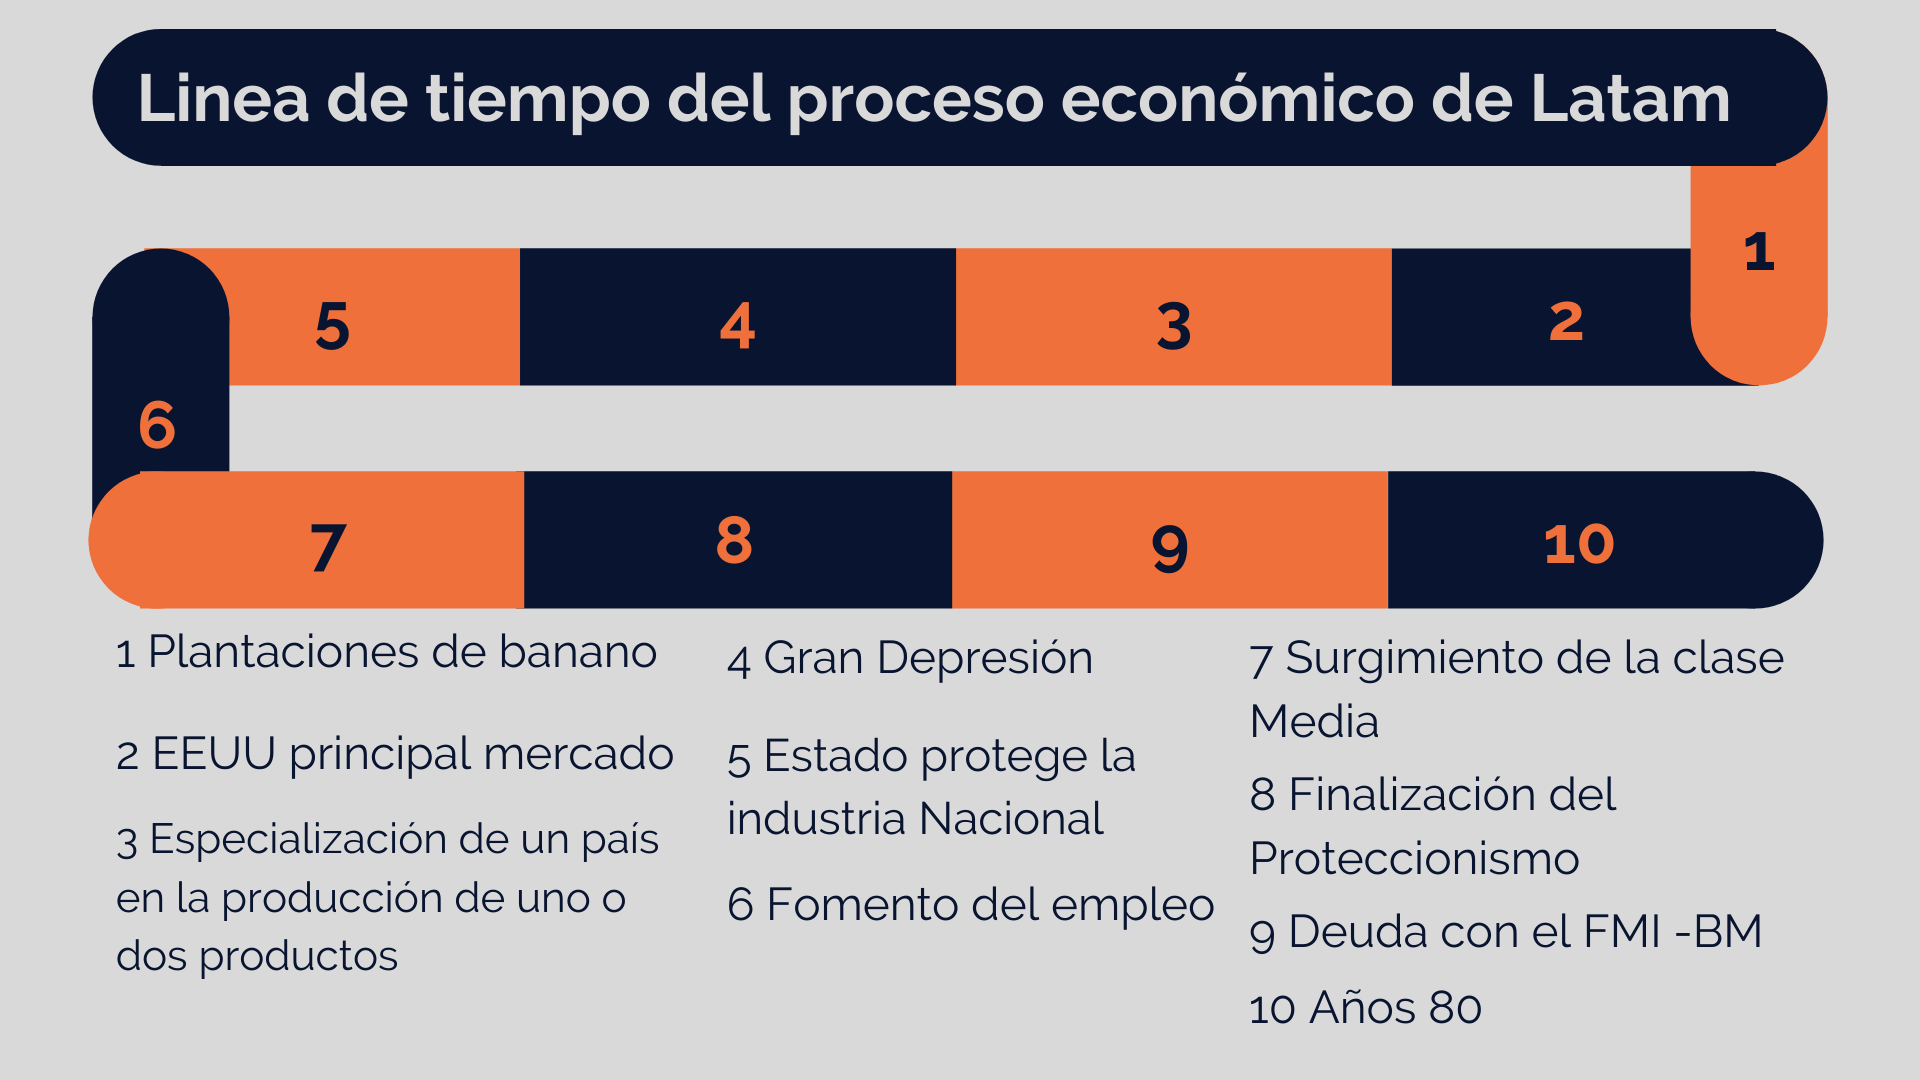 Linea de tiempo del proceso económico de Latam
1
5
4
3
2
6
7
8
9
10
1 Plantaciones de banano
2 EEUU principal mercado
3 Especialización de un país
en la producción de uno o
dos productos
4 Gran Depresión
5 Estado protege la
industria Nacional
6 Fomento del empleo
7 Surgimiento de la clase
Media
8 Finalización del
Proteccionismo
9 Deuda con el FMI -BM
10 Años 80